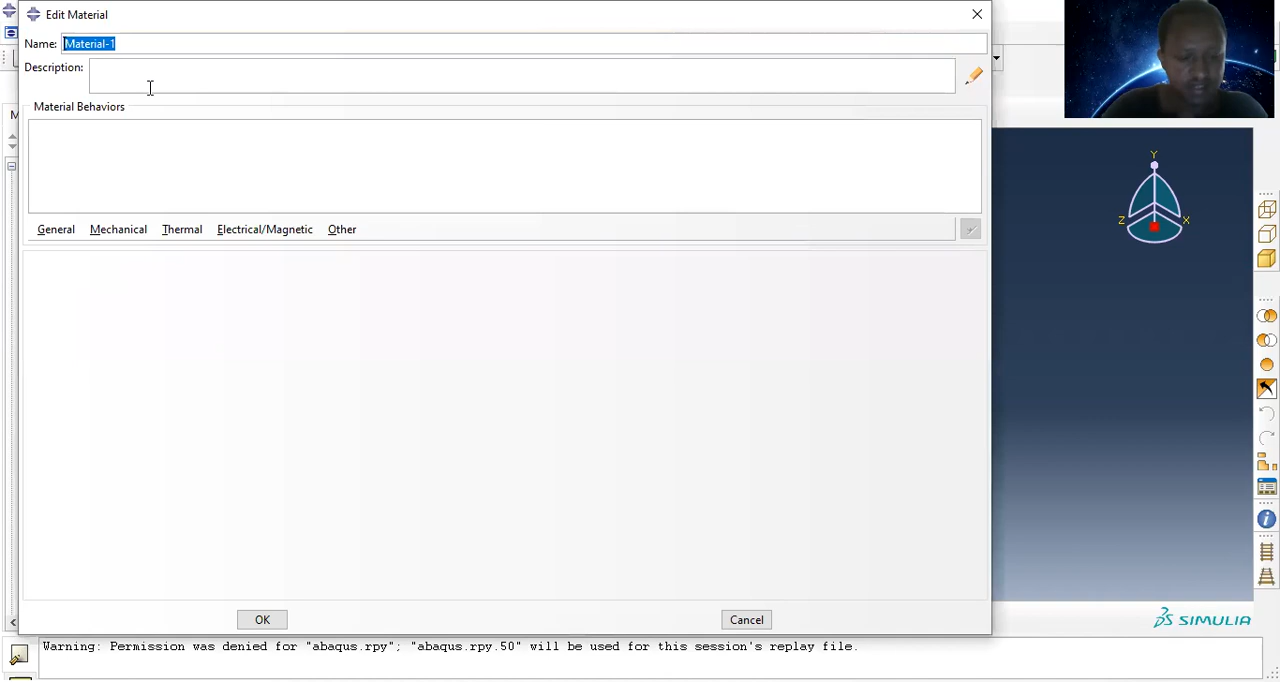 Edit Material
Name: Material-1
Description:
Material Behaviors
General Mechanical Thermal Electrical/Magnetic Other
Y
Z X
OK Cancel
SIMULIA
Warning: Permission was denied for "abaqus.rpy"; "abaqus.rpy.50" will be used for this session's replay file.